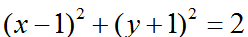 (x−1)² + (y+1)² = 2